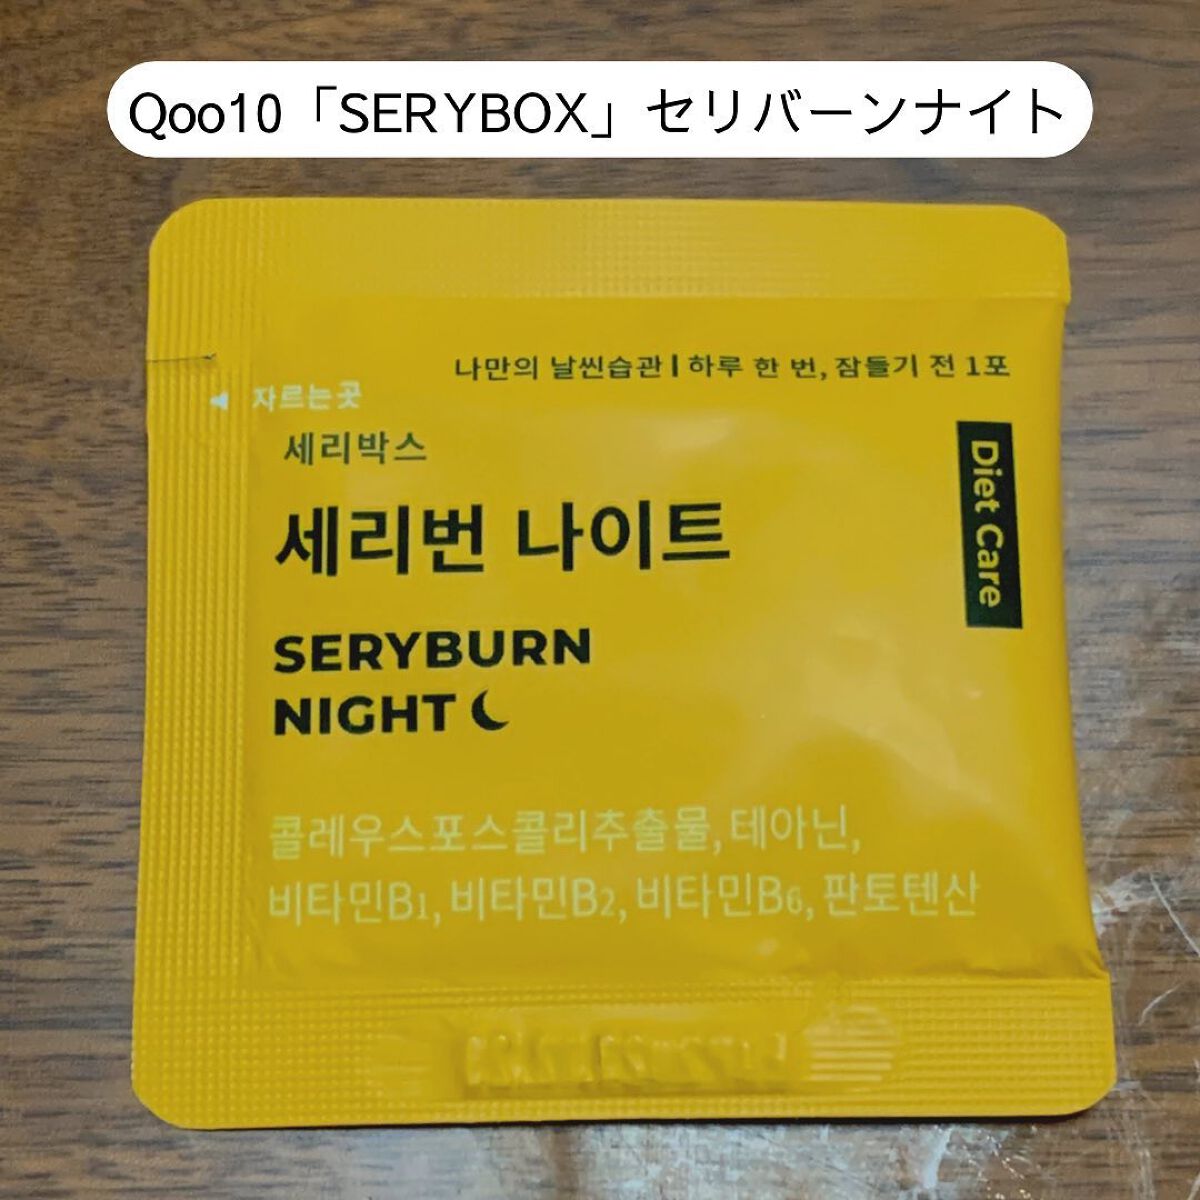 Qoo10「SERYBOX」セリバーンナイト
나만의 날씬습관 | 하루 한 번, 잠들기 전 1포
자르는곳
세리박스
세리번 나이트
Diet Care
SERYBURN
NIGHT
콜레우스포스콜리추출물, 테아닌,
비타민B1, 비타민B2, 비타민B6, 판토텐산